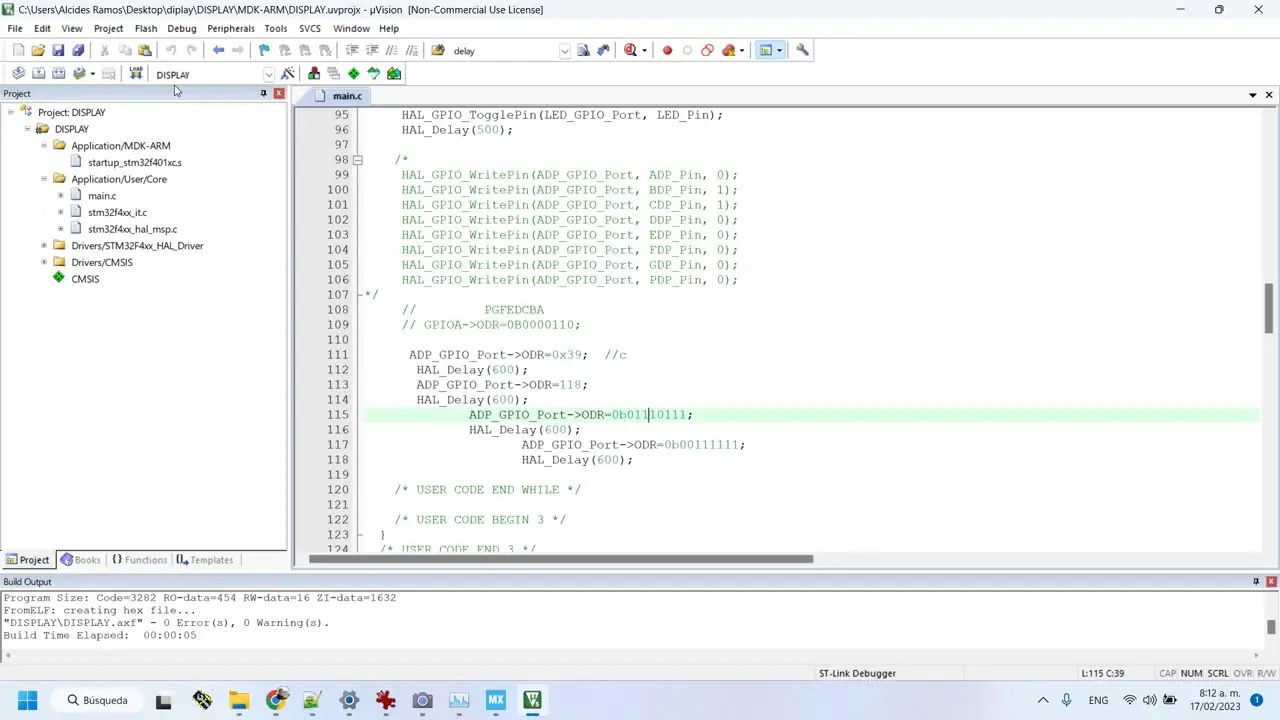 C:\Users\Alcides Ramos\Desktop\diplay\DISPLAY\MDK-ARM\DISPLAY.uvprojx - µVision [Non-Commercial Use License]
File Edit View Project Flash Debug Peripherals Tools SVCS Window Help
delay
LOAD DISPLAY
Project
Project: DISPLAY
DISPLAY
Application/MDK-ARM
startup_stm32f401xc.s
Application/User/Core
main.c
stm32f4xx_it.c
stm32f4xx_hal_msp.c
Drivers/STM32F4xx_HAL_Driver
Drivers/CMSIS
CMSIS
Project Books {} Functions Templates
main.c
95 HAL_GPIO_TogglePin(LED_GPIO_Port, LED_Pin);
96 HAL_Delay(500);
97
98 /*
99 HAL_GPIO_WritePin(ADP_GPIO_Port, ADP_Pin, 0);
100 HAL_GPIO_WritePin(ADP_GPIO_Port, BDP_Pin, 1);
101 HAL_GPIO_WritePin(ADP_GPIO_Port, CDP_Pin, 1);
102 HAL_GPIO_WritePin(ADP_GPIO_Port, DDP_Pin, 0);
103 HAL_GPIO_WritePin(ADP_GPIO_Port, EDP_Pin, 0);
104 HAL_GPIO_WritePin(ADP_GPIO_Port, FDP_Pin, 0);
105 HAL_GPIO_WritePin(ADP_GPIO_Port, GDP_Pin, 0);
106 HAL_GPIO_WritePin(ADP_GPIO_Port, PDP_Pin, 0);
107 */
108 // PGFEDCBA
109 // GPIOA->ODR=0B0000110;
110
111 ADP_GPIO_Port->ODR=0x39; //c
112 HAL_Delay(600);
113 ADP_GPIO_Port->ODR=118;
114 HAL_Delay(600);
115 ADP_GPIO_Port->ODR=0b01110111;
116 HAL_Delay(600);
117 ADP_GPIO_Port->ODR=0b00111111;
118 HAL_Delay(600);
119
120 /* USER CODE END WHILE */
121
122 /* USER CODE BEGIN 3 */
123 }
124 /* USER CODE END 3 */
Build Output
Program Size: Code=3282 RO-data=454 RW-data=16 ZI-data=1632
FromELF: creating hex file...
"DISPLAY\DISPLAY.axf" - 0 Error(s), 0 Warning(s).
Build Time Elapsed: 00:00:05
ST-Link Debugger L:115 C:39 CAP NUM SCRL OVR R/W
Búsqueda MX ENG 8:12 a. m.
17/02/2023 1